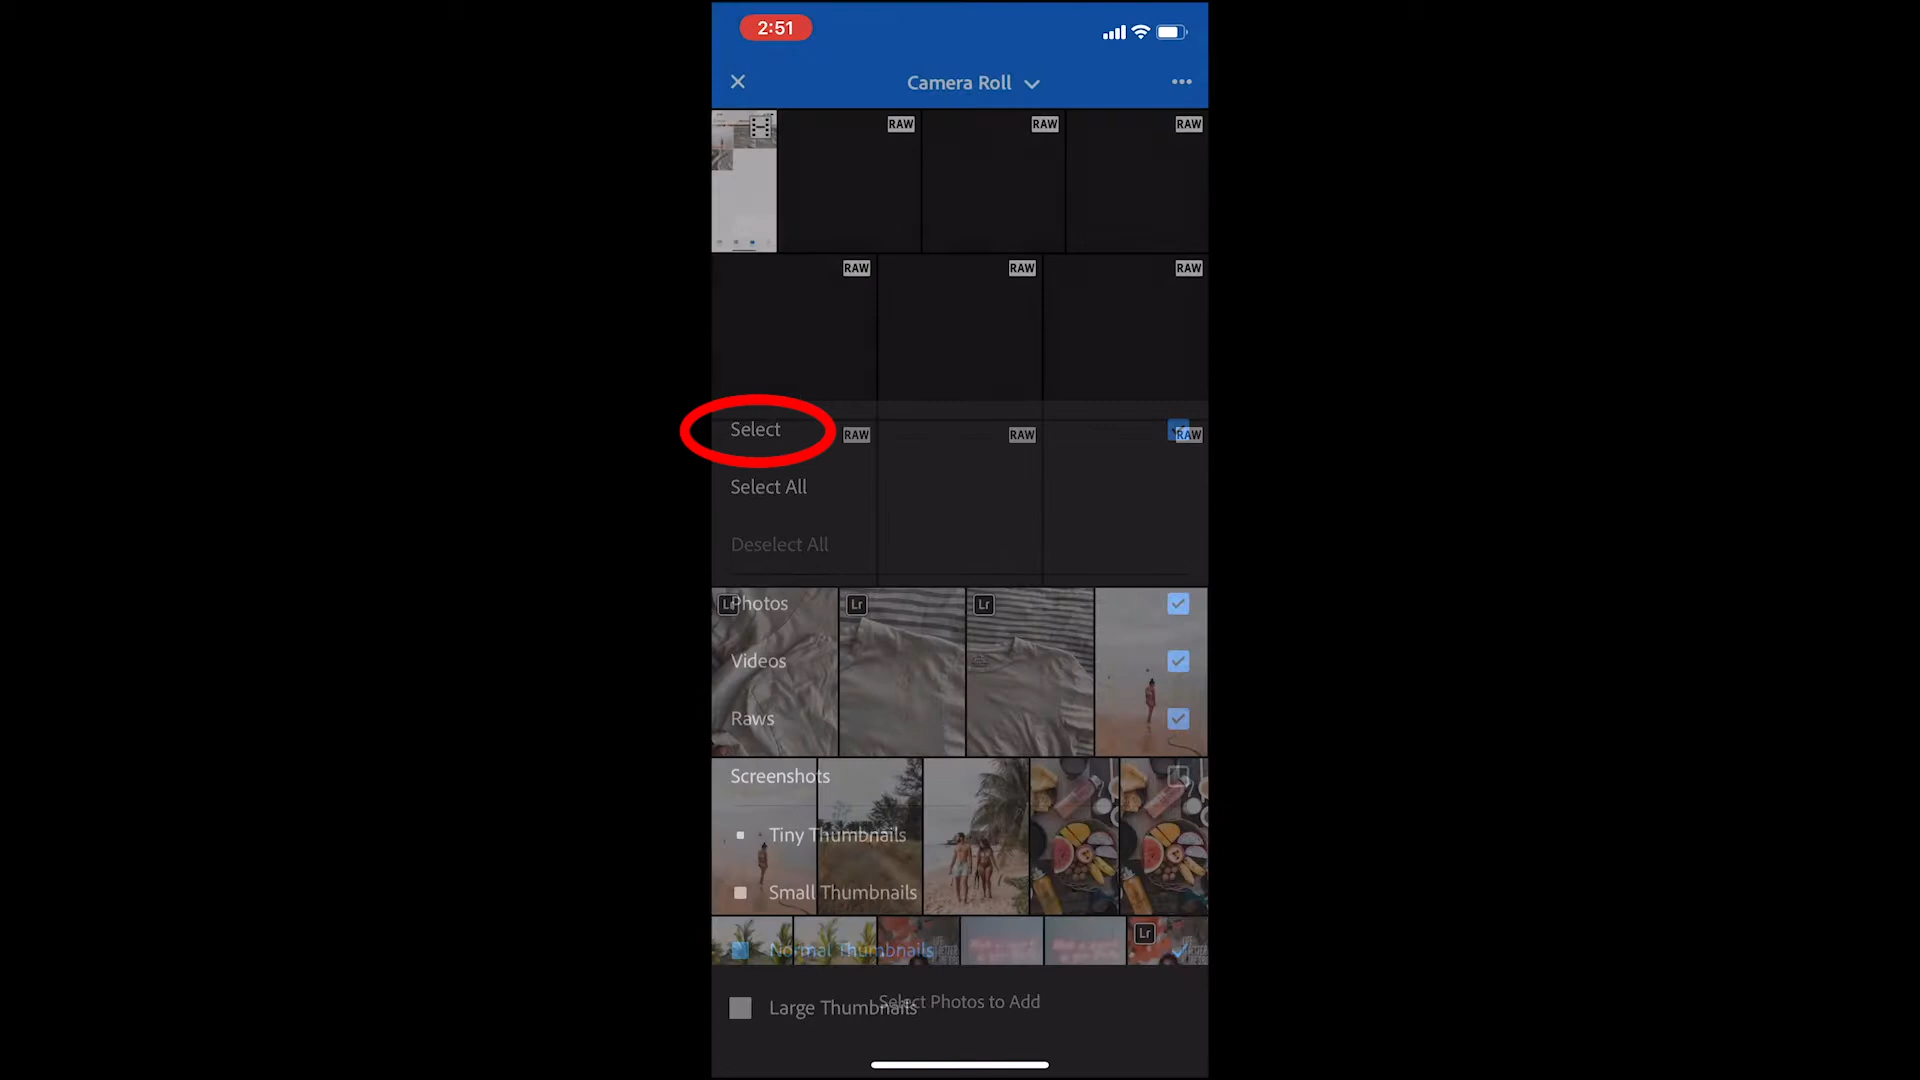 2:51
Camera Roll
RAW RAW RAW
RAW RAW RAW
Select RAW RAW RAW
Select All
Deselect All
Lr Photos Lr Lr
Videos
Raws
Screenshots
Tiny Thumbnails
Small Thumbnails
Lr
Normal Thumbnails
Select Photos to Add
Large Thumbnails